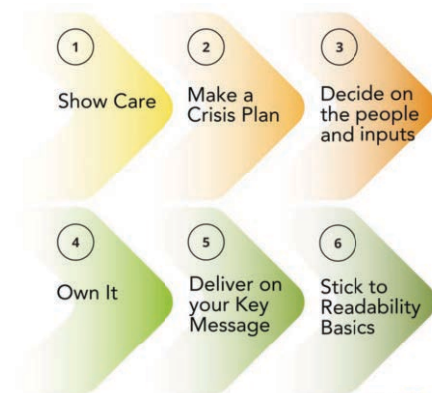 1
Show Care
2
Make a
Crisis Plan
3
Decide on
the people
and inputs
4
Own It
5
Deliver on
your Key
Message
6
Stick to
Readability
Basics